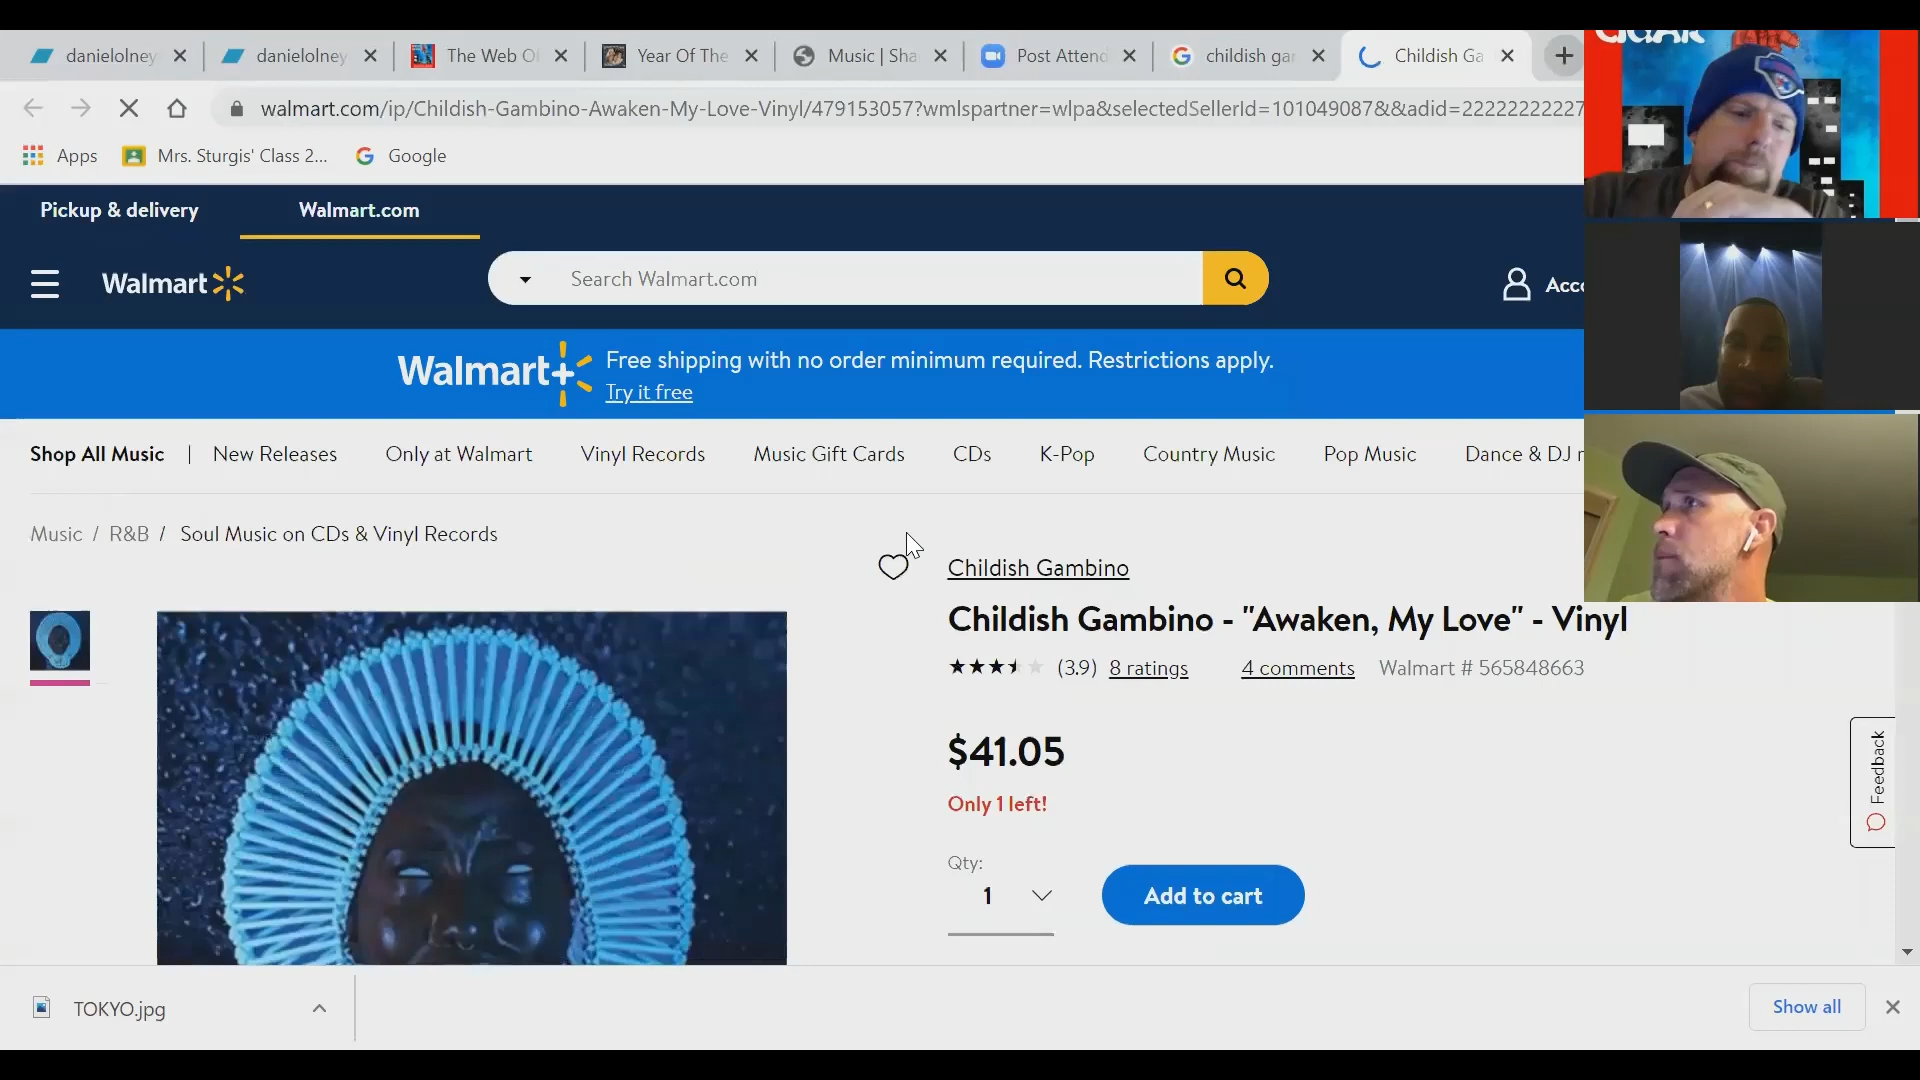 danielolney
danielolney
The Web O
Year Of The
Music | Sha
Post Attend
childish gar
Childish Ga
walmart.com/ip/Childish-Gambino-Awaken-My-Love-Vinyl/479153057?wmlspartner=wlpa&selectedSellerId=101049087&&adid=22222222227
Apps
Mrs. Sturgis' Class 2...
Google
Pickup & delivery
Walmart.com
Walmart
Search Walmart.com
Acco
Walmart+
Free shipping with no order minimum required. Restrictions apply.
Try it free
Shop All Music | New Releases Only at Walmart Vinyl Records Music Gift Cards CDs K-Pop Country Music Pop Music Dance & DJ
Music / R&B / Soul Music on CDs & Vinyl Records
Childish Gambino
Childish Gambino - "Awaken, My Love" - Vinyl
(3.9) 8 ratings 4 comments Walmart # 565848663
$41.05
Only 1 left!
Feedback
Qty:
1
Add to cart
TOKYO.jpg
Show all